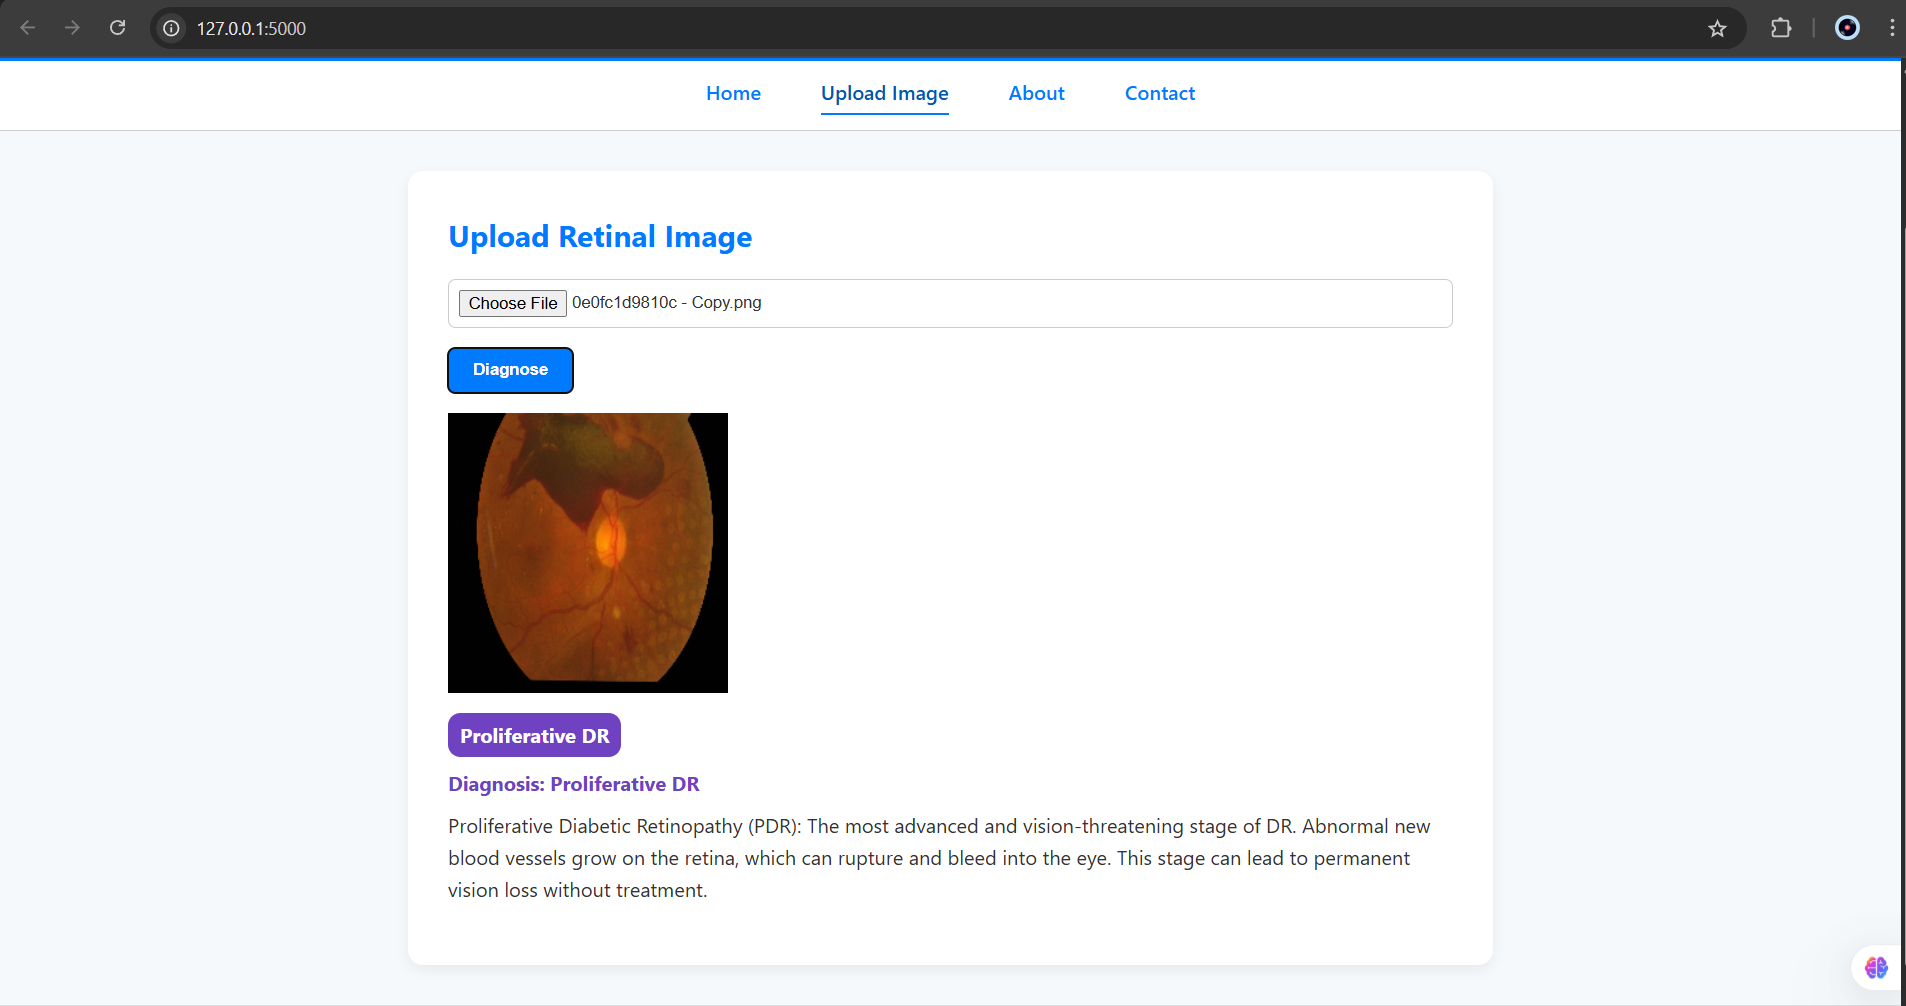 127.0.0.1:5000
Home Upload Image About Contact
Upload Retinal Image
Choose File 0e0fc1d9810c - Copy.png
Diagnose
Proliferative DR
Diagnosis: Proliferative DR
Proliferative Diabetic Retinopathy (PDR): The most advanced and vision-threatening stage of DR. Abnormal new
blood vessels grow on the retina, which can rupture and bleed into the eye. This stage can lead to permanent
vision loss without treatment.